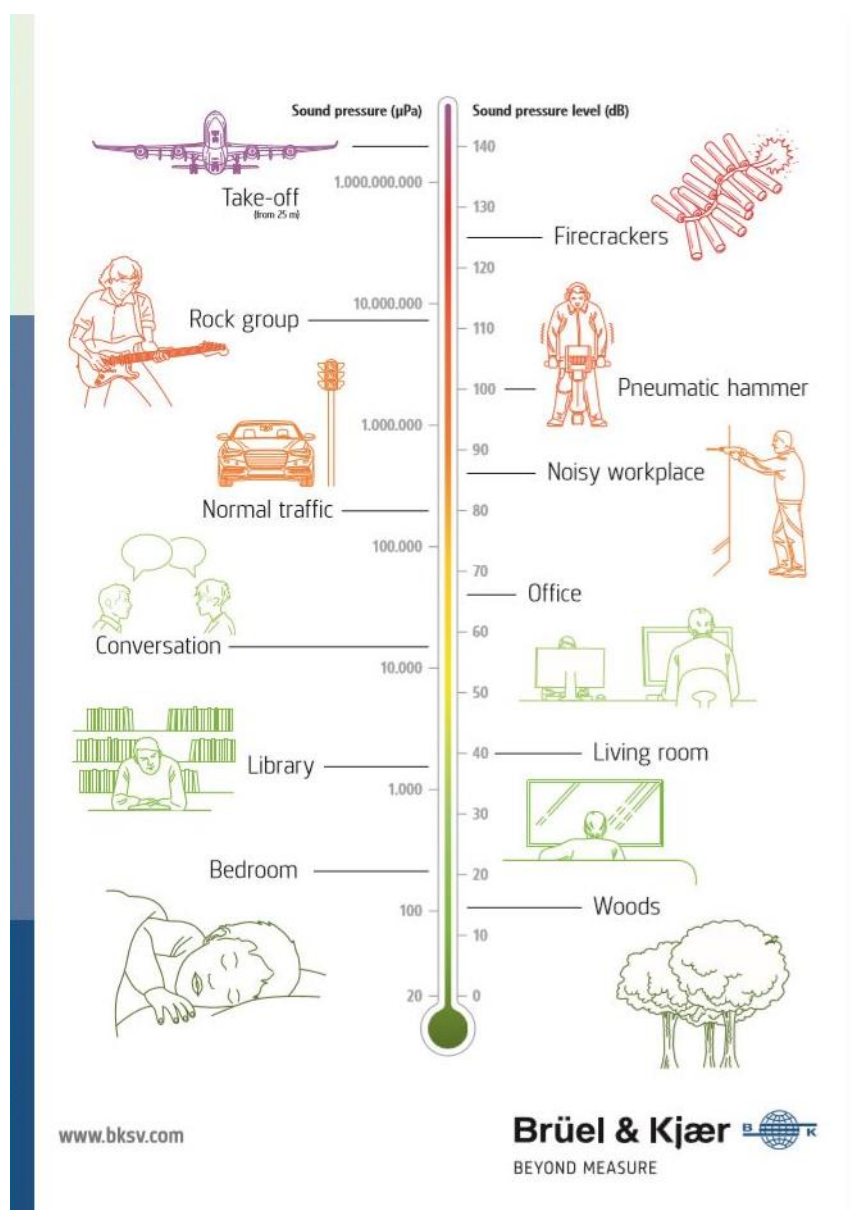 Sound pressure (μPa)
Sound pressure level (dB)
140
Take-off
(from 25 m)
1.000.000.000
130
Firecrackers
120
10.000.000
Rock group
110
100
Pneumatic hammer
1.000.000
90
Noisy workplace
Normal traffic
80
100.000
70
Office
60
Conversation
10.000
50
40
Living room
Library
1.000
30
Bedroom
20
Woods
100
10
20
0
www.bksv.com
Brüel & Kjær
B K
BEYOND MEASURE